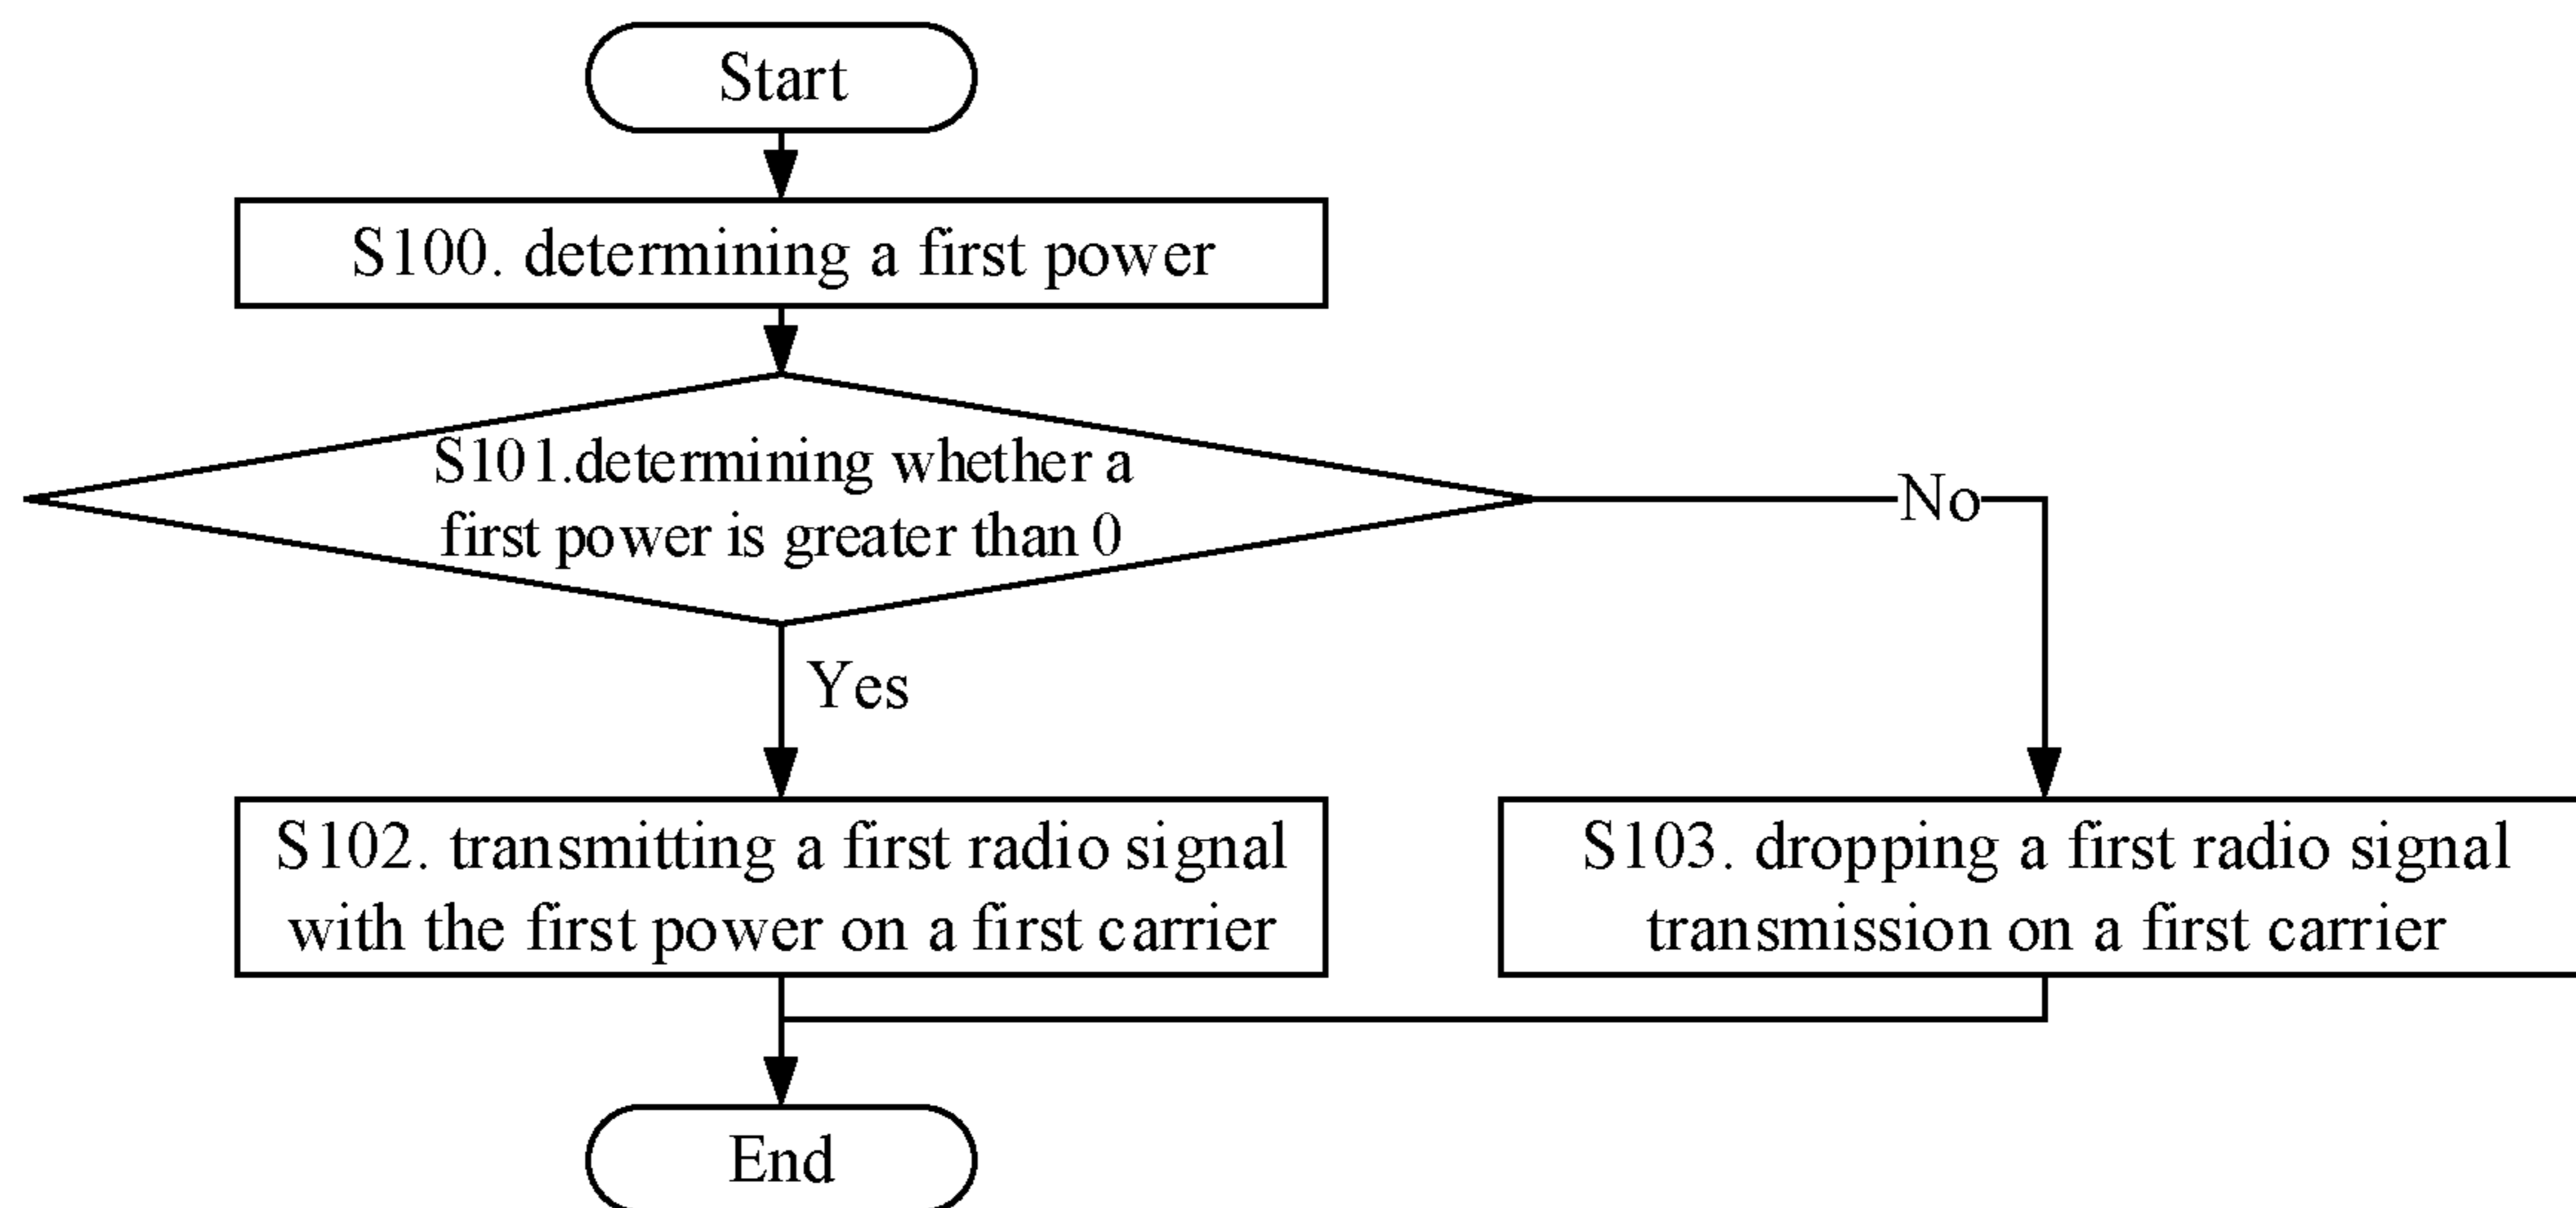 Start
S100. determining a first power
S101.determining whether a
first power is greater than 0
No
Yes
S102. transmitting a first radio signal
with the first power on a first carrier
S103. dropping a first radio signal
transmission on a first carrier
End